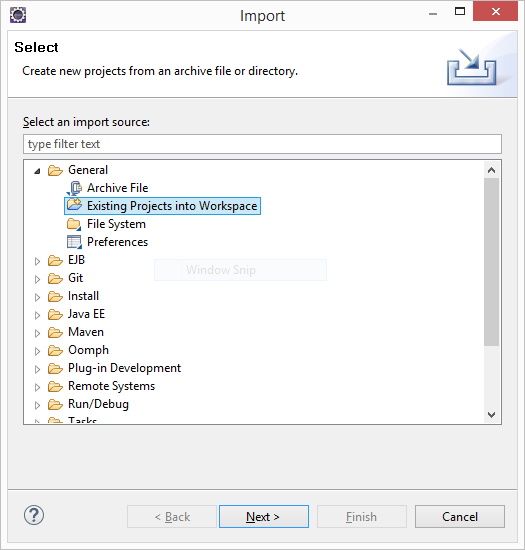 Import
Select
Create new projects from an archive file or directory.
Select an import source:
type filter text
General
Archive File
Existing Projects into Workspace
File System
Preferences
EJB
Window Snip
Git
Install
Java EE
Maven
Oomph
Plug-in Development
Remote Systems
Run/Debug
Tasks
?
< Back
Next >
Finish
Cancel